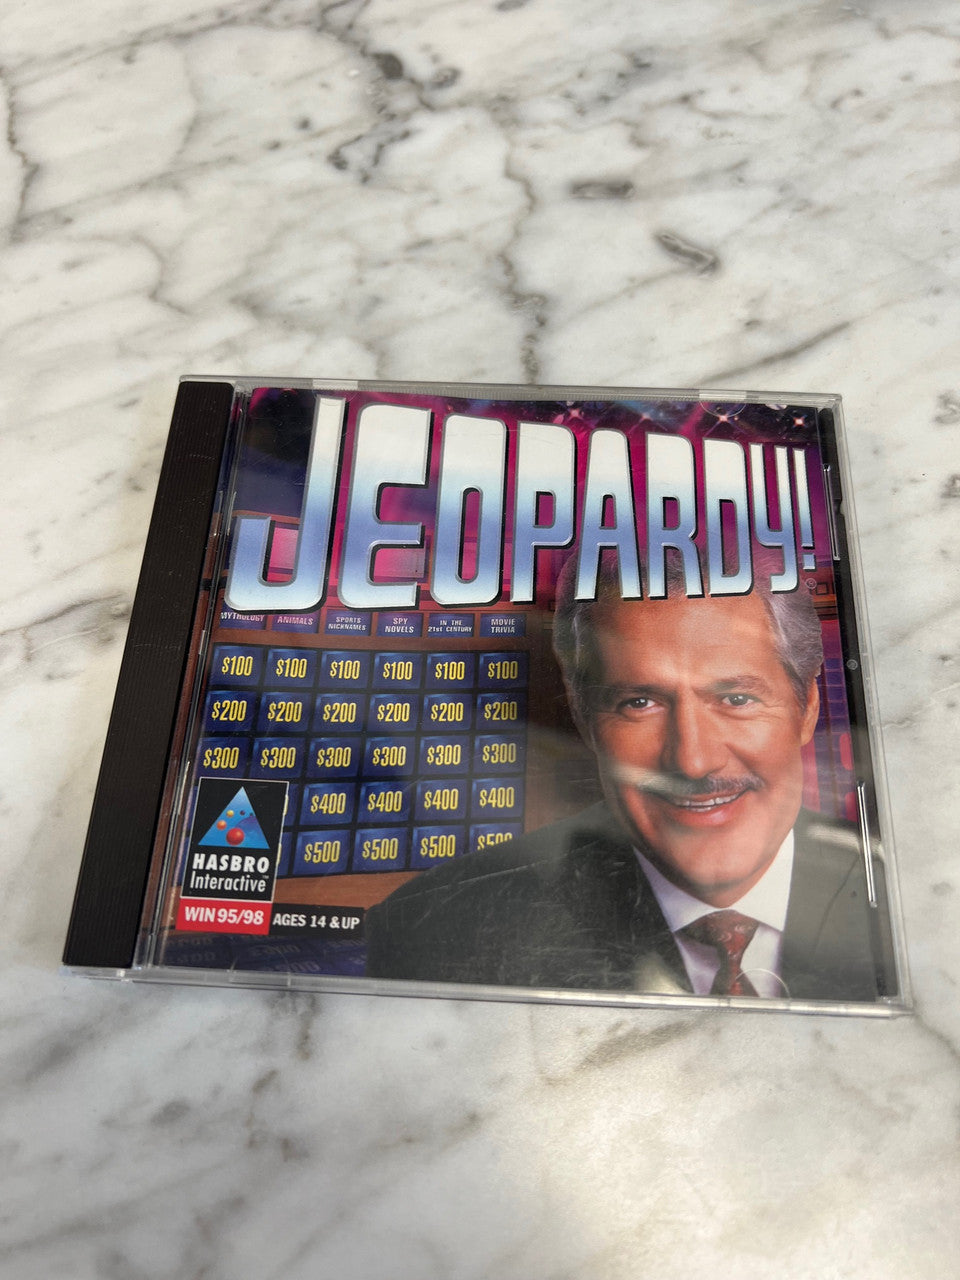 JEOPARDY!
MYTHOLOGY ANIMALS SPORTS NICKNAMES SPY NOVELS IN THE 21st CENTURY MOVIE TRIVIA
$100 $100 $100 $100 $100 $100
$200 $200 $200 $200 $200 $200
$300 $300 $300 $300 $300 $300
$400 $400 $400 $400
$500 $500 $500 $500
HASBRO
Interactive™
WIN 95/98 AGES 14 & UP